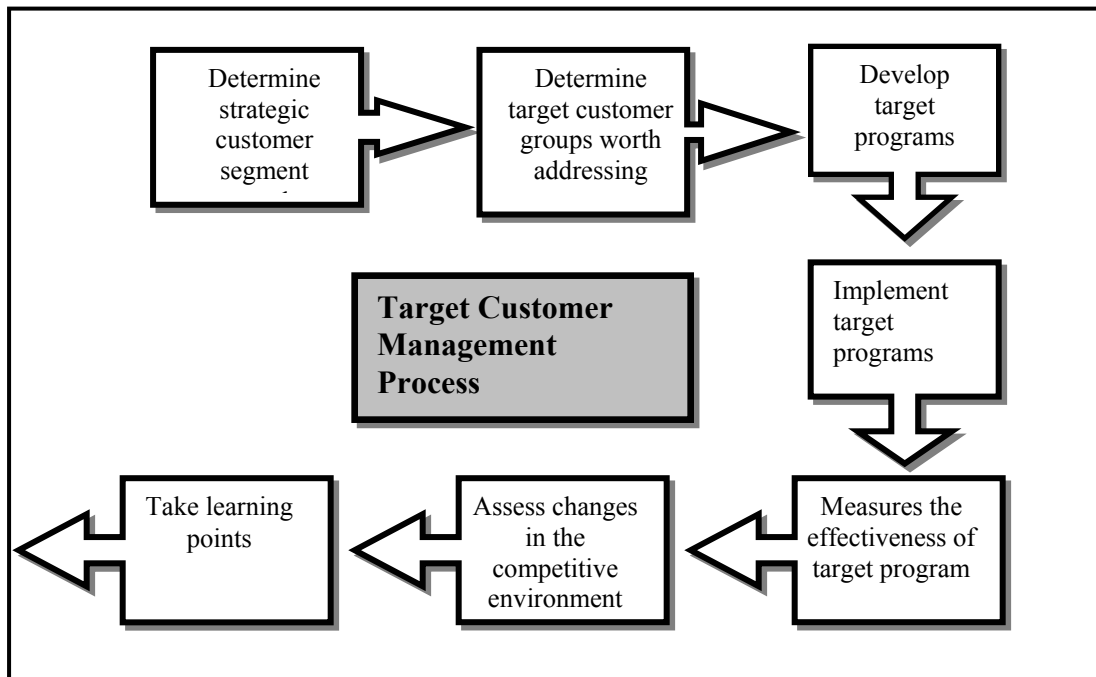 Determine
strategic
customer
segment
Determine
target customer
groups worth
addressing
Develop
target
programs
Implement
target
programs
Target Customer
Management
Process
Measures the
effectiveness of
target program
Assess changes
in the
competitive
environment
Take learning
points